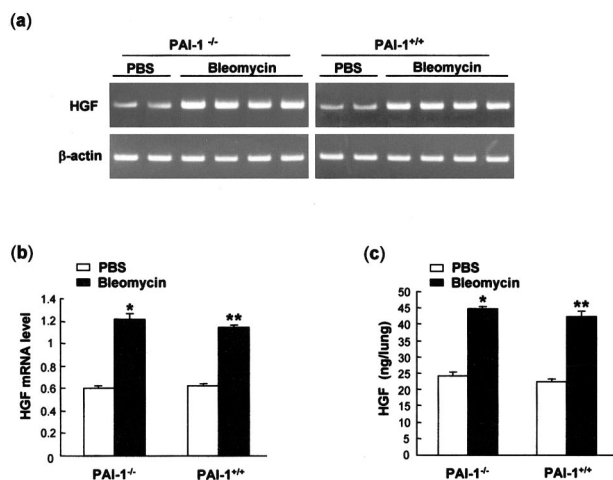 (a)
PAI-1 -/- PAI-1+/+
PBS Bleomycin PBS Bleomycin
HGF
β-actin
(b)
PBS
Bleomycin
HGF mRNA level
1.4
1.2
1
0.8
0.6
0.4
0.2
0
* **
PAI-1-/- PAI-1+/+
(c)
PBS
Bleomycin
HGF (ng/lung)
45
40
35
30
25
20
15
10
5
0
* **
PAI-1-/- PAI-1+/+